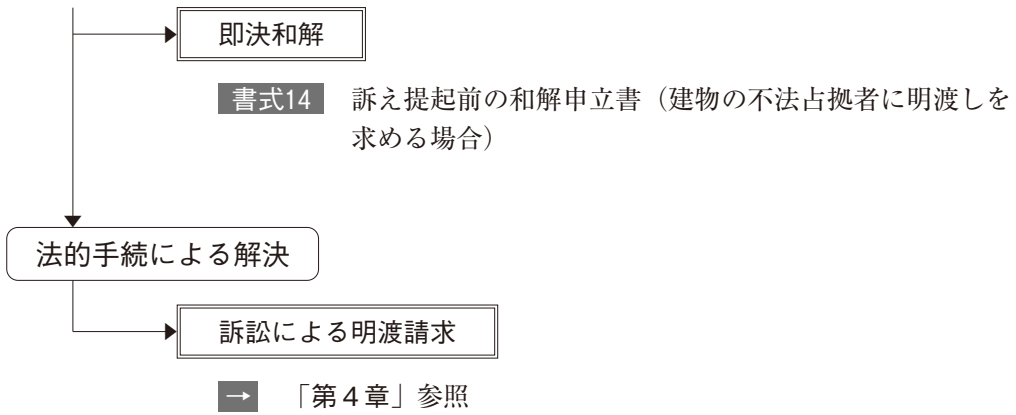 即決和解
書式14 訴え提起前の和解申立書（建物の不法占拠者に明渡しを
求める場合）
法的手続による解決
訴訟による明渡請求
→ 「第４章」参照